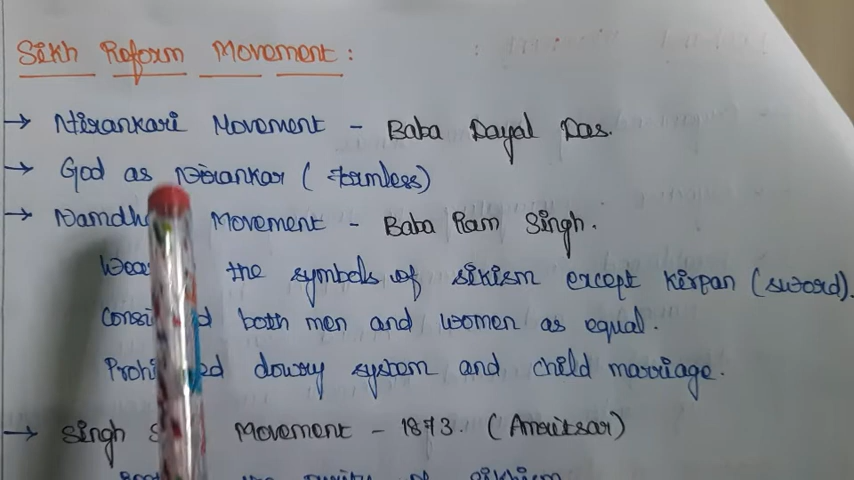 Sikh Reform Movement:
→ Nirankari Movement - Baba Dayal Das.
→ God as Nirankar (Formless)
→ Movement - Baba Ram Singh.
the symbols of sikism except Kirpan (sword).
both men and women as equal.
dowry system and child marriage.
→ Singh Movement - 1873. (Amritsar)